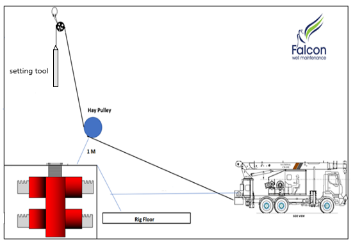 Falcon
well maintenance
setting tool
Hay Pulley
1 M
Rig Floor